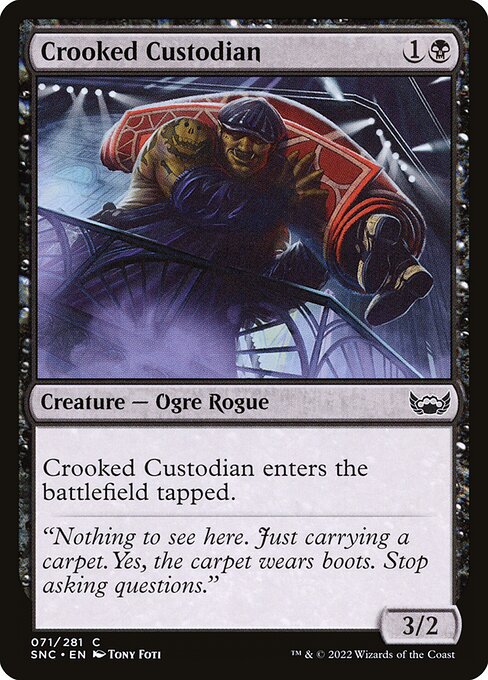 Crooked Custodian 1
Creature — Ogre Rogue
Crooked Custodian enters the
battlefield tapped.
“Nothing to see here. Just carrying a
carpet. Yes, the carpet wears boots. Stop
asking questions.”
3/2
071/281 C
SNC • EN Tony Foti
™ & © 2022 Wizards of the Coast